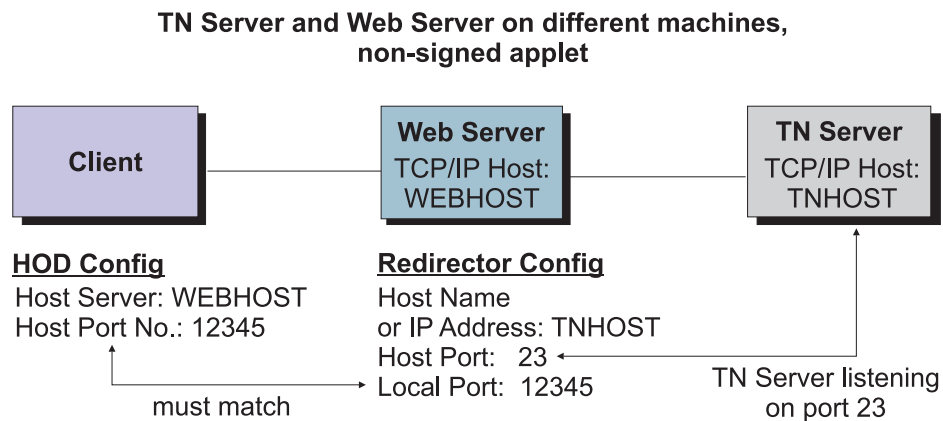 TN Server and Web Server on different machines,
non-signed applet
Client
Web Server
TCP/IP Host:
WEBHOST
TN Server
TCP/IP Host:
TNHOST
HOD Config
Host Server: WEBHOST
Host Port No.: 12345
Redirector Config
Host Name
or IP Address: TNHOST
Host Port: 23
Local Port: 12345
must match
TN Server listening
on port 23